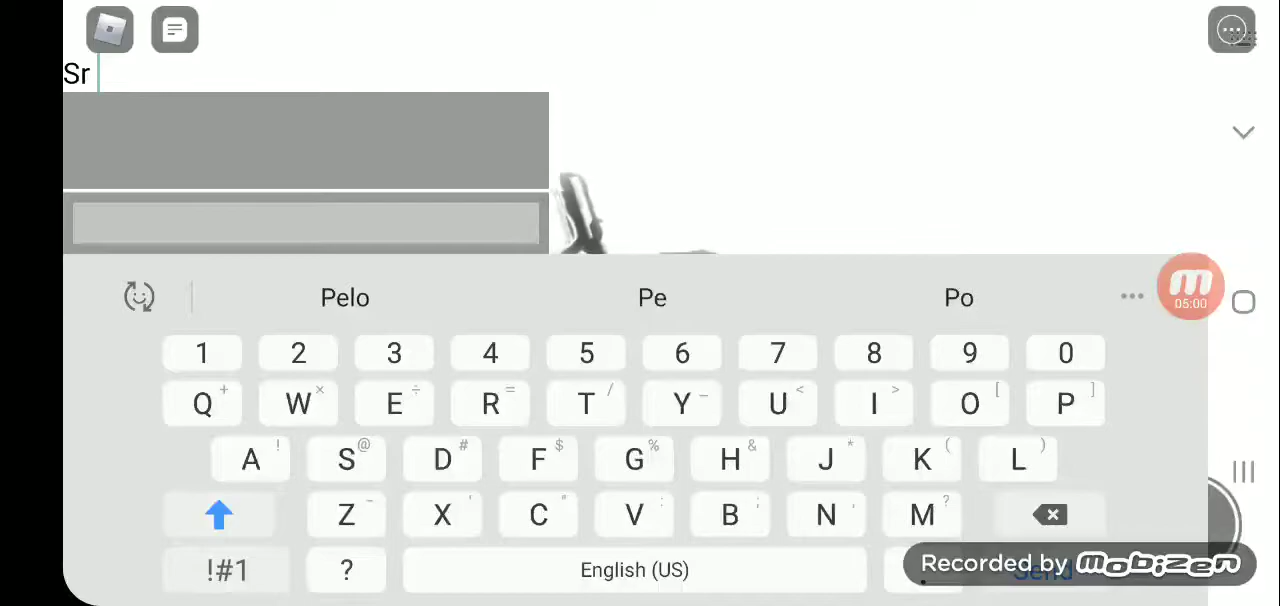 Sr
Pelo Pe Po
05:00
1 2 3 4 5 6 7 8 9 0
Q + W × E ÷ R = T / Y _ U < I > O [ P ]
A ! S @ D # F $ G % H & J * K ( L )
Z - X ' C " V : B ; N , M ?
!#1 ? English (US) Send
Recorded by mobizen